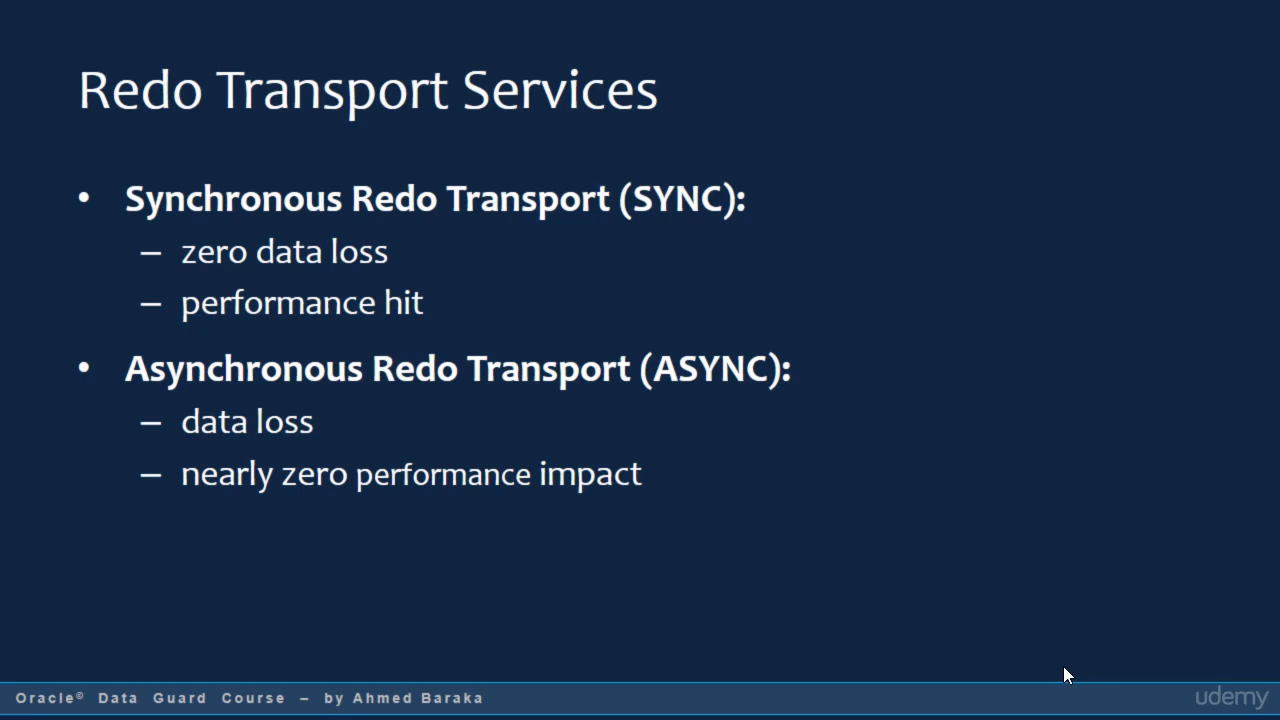 Redo Transport Services
• Synchronous Redo Transport (SYNC):
– zero data loss
– performance hit
• Asynchronous Redo Transport (ASYNC):
– data loss
– nearly zero performance impact
Oracle© Data Guard Course – by Ahmed Baraka
udemy